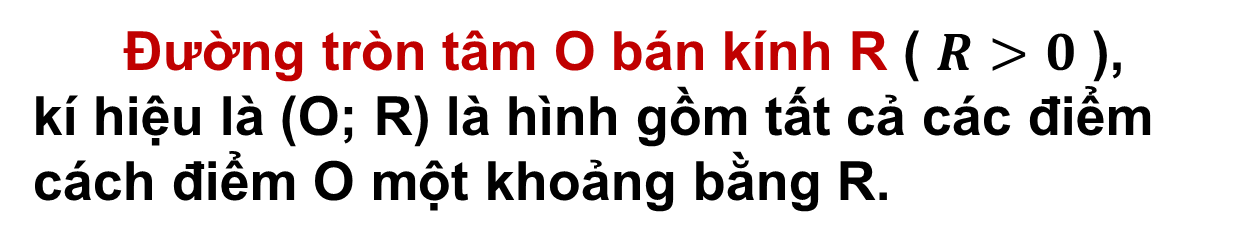 Đường tròn tâm O bán kính R ( R > 0 ),
kí hiệu là (O; R) là hình gồm tất cả các điểm
cách điểm O một khoảng bằng R.